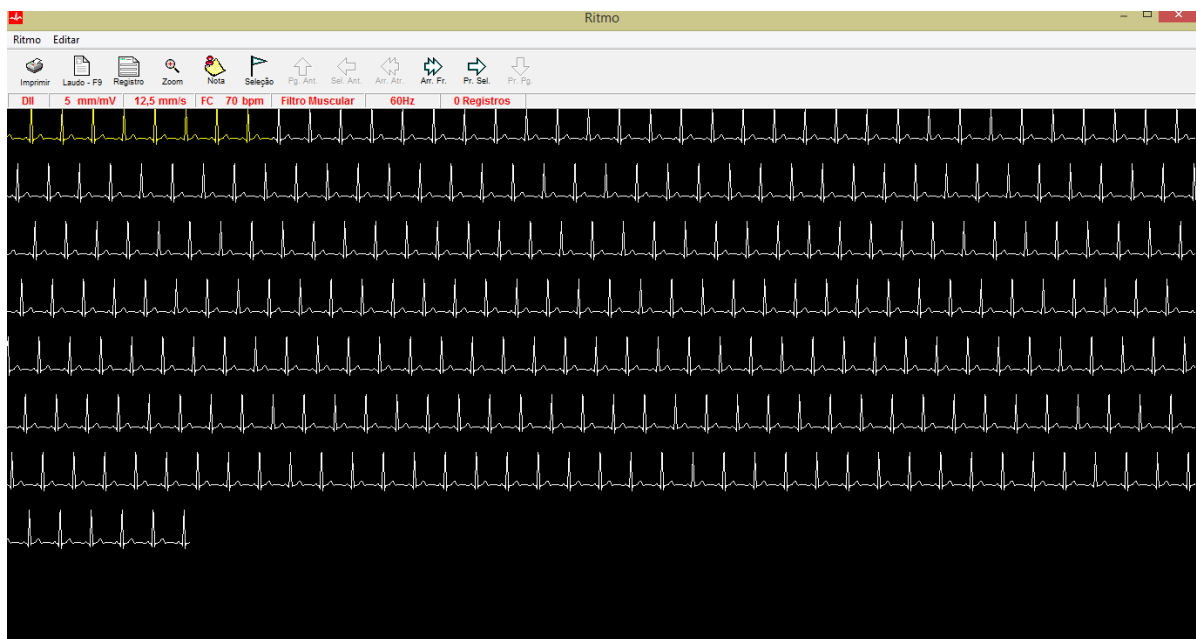 Ritmo
Ritmo Editar
Imprimir Laudo - F9 Registro Zoom Nota Seleção Pg. Ant. Sel. Ant. Arr. Atr. Arr. Fr. Pr. Sel. Pr. Pg.
DII 5 mm/mV 12,5 mm/s FC 70 bpm Filtro Muscular 60Hz 0 Registros